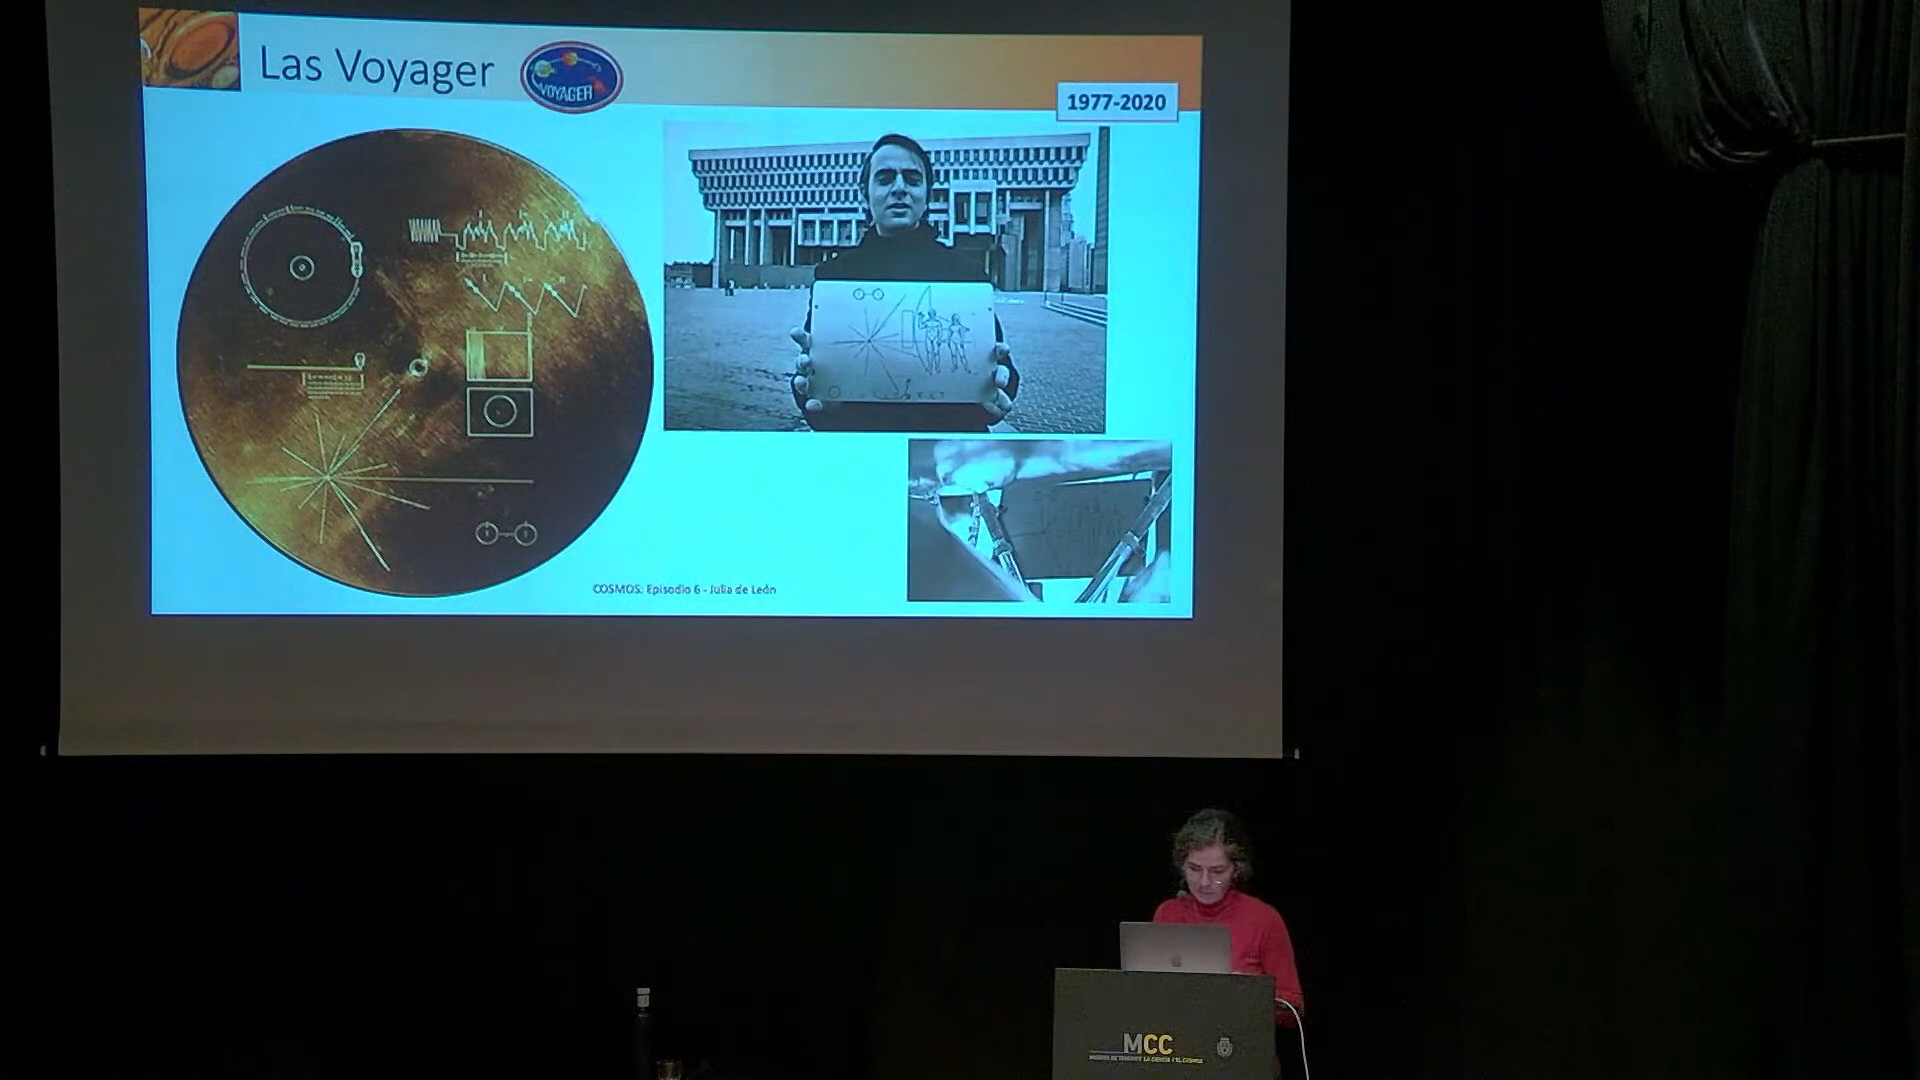 Las Voyager
VOYAGER
1977-2020
COSMOS: Episodio 6 - Julia de León
MCC